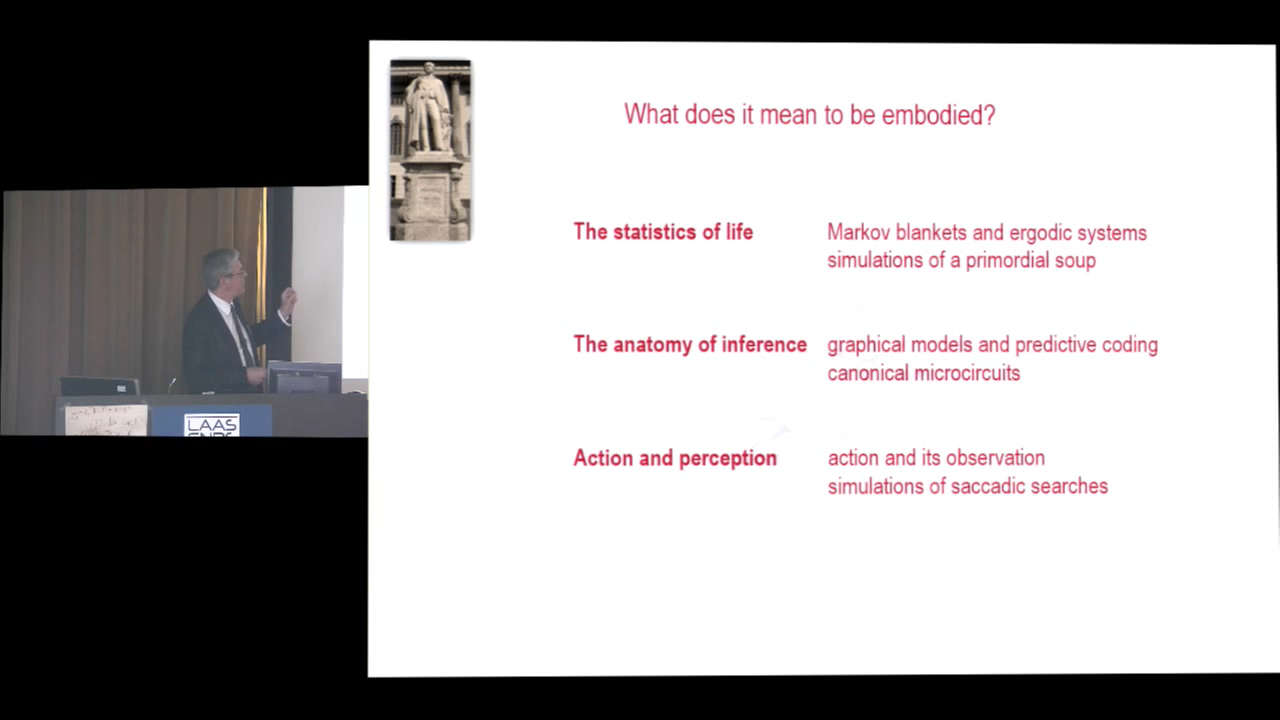 What does it mean to be embodied?
The statistics of life
Markov blankets and ergodic systems
simulations of a primordial soup
The anatomy of inference
graphical models and predictive coding
canonical microcircuits
Action and perception
action and its observation
simulations of saccadic searches
LAAS
CNRS